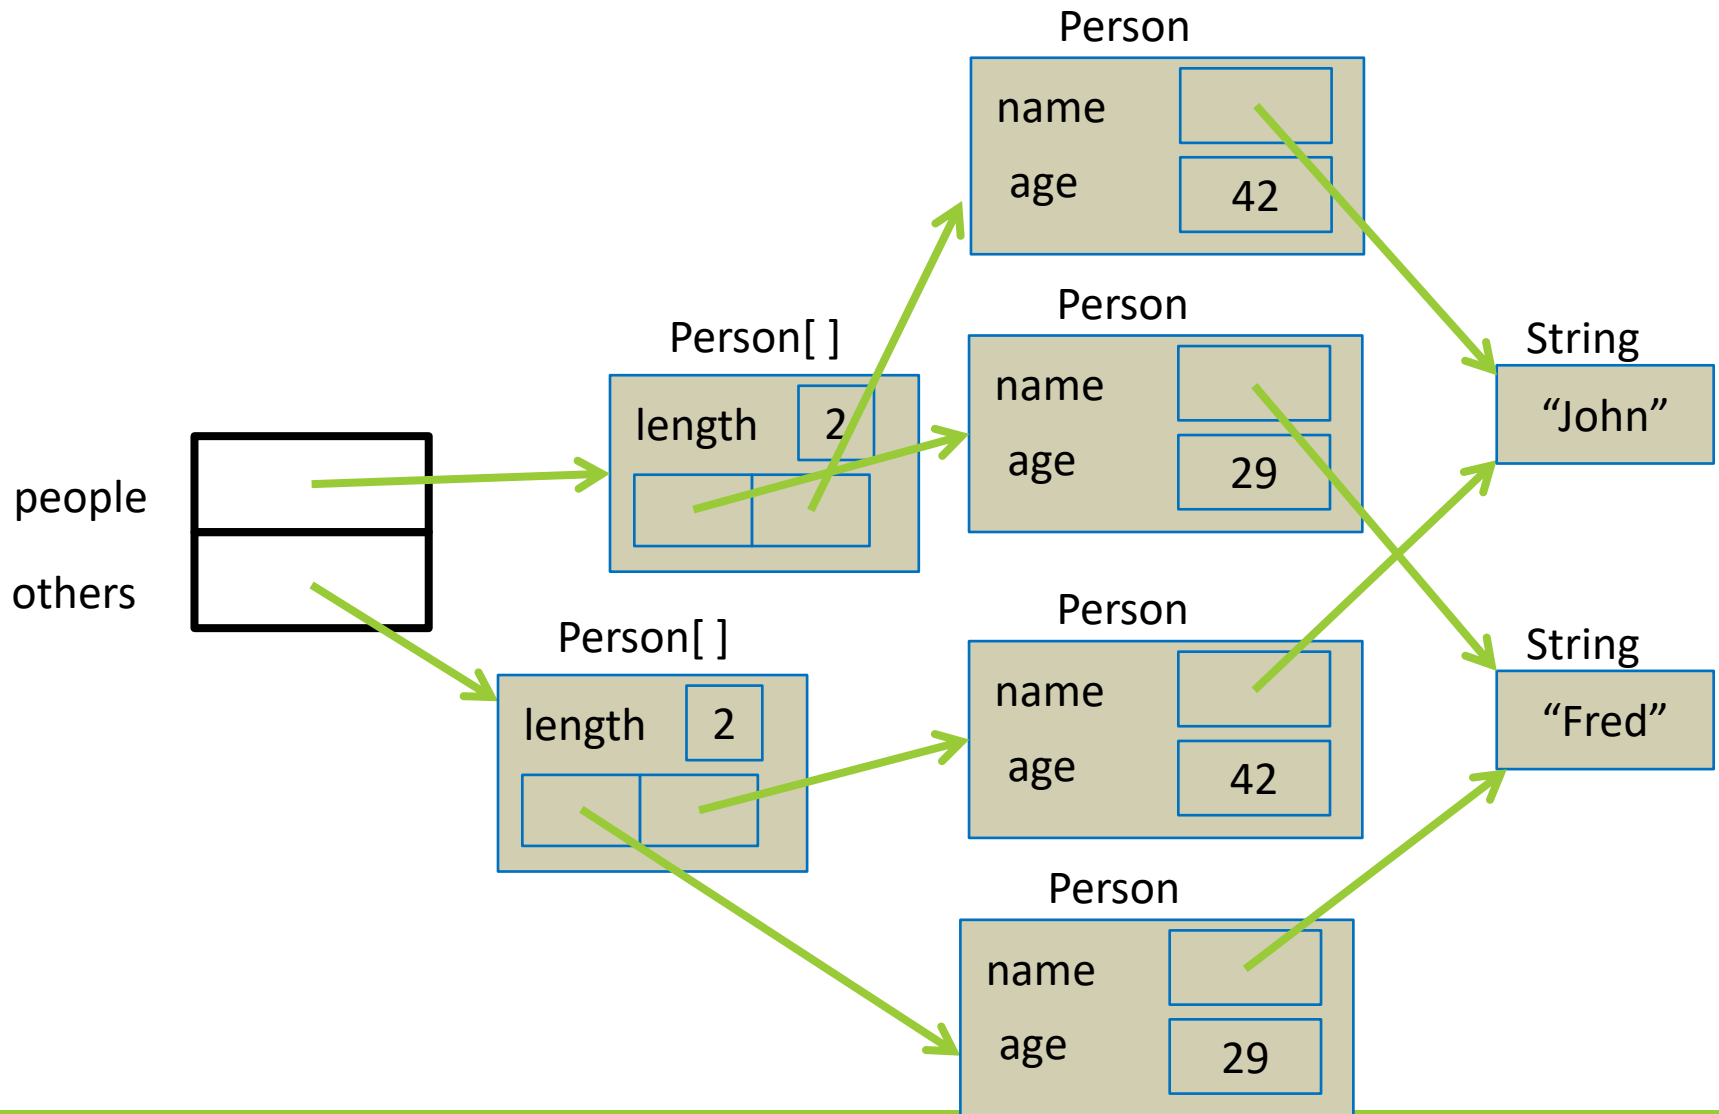 Person
name
age 42
Person
name
age 29
Person[ ]
length 2
String
“John”
people
others
Person[ ]
length 2
Person
name
age 42
String
“Fred”
Person
name
age 29